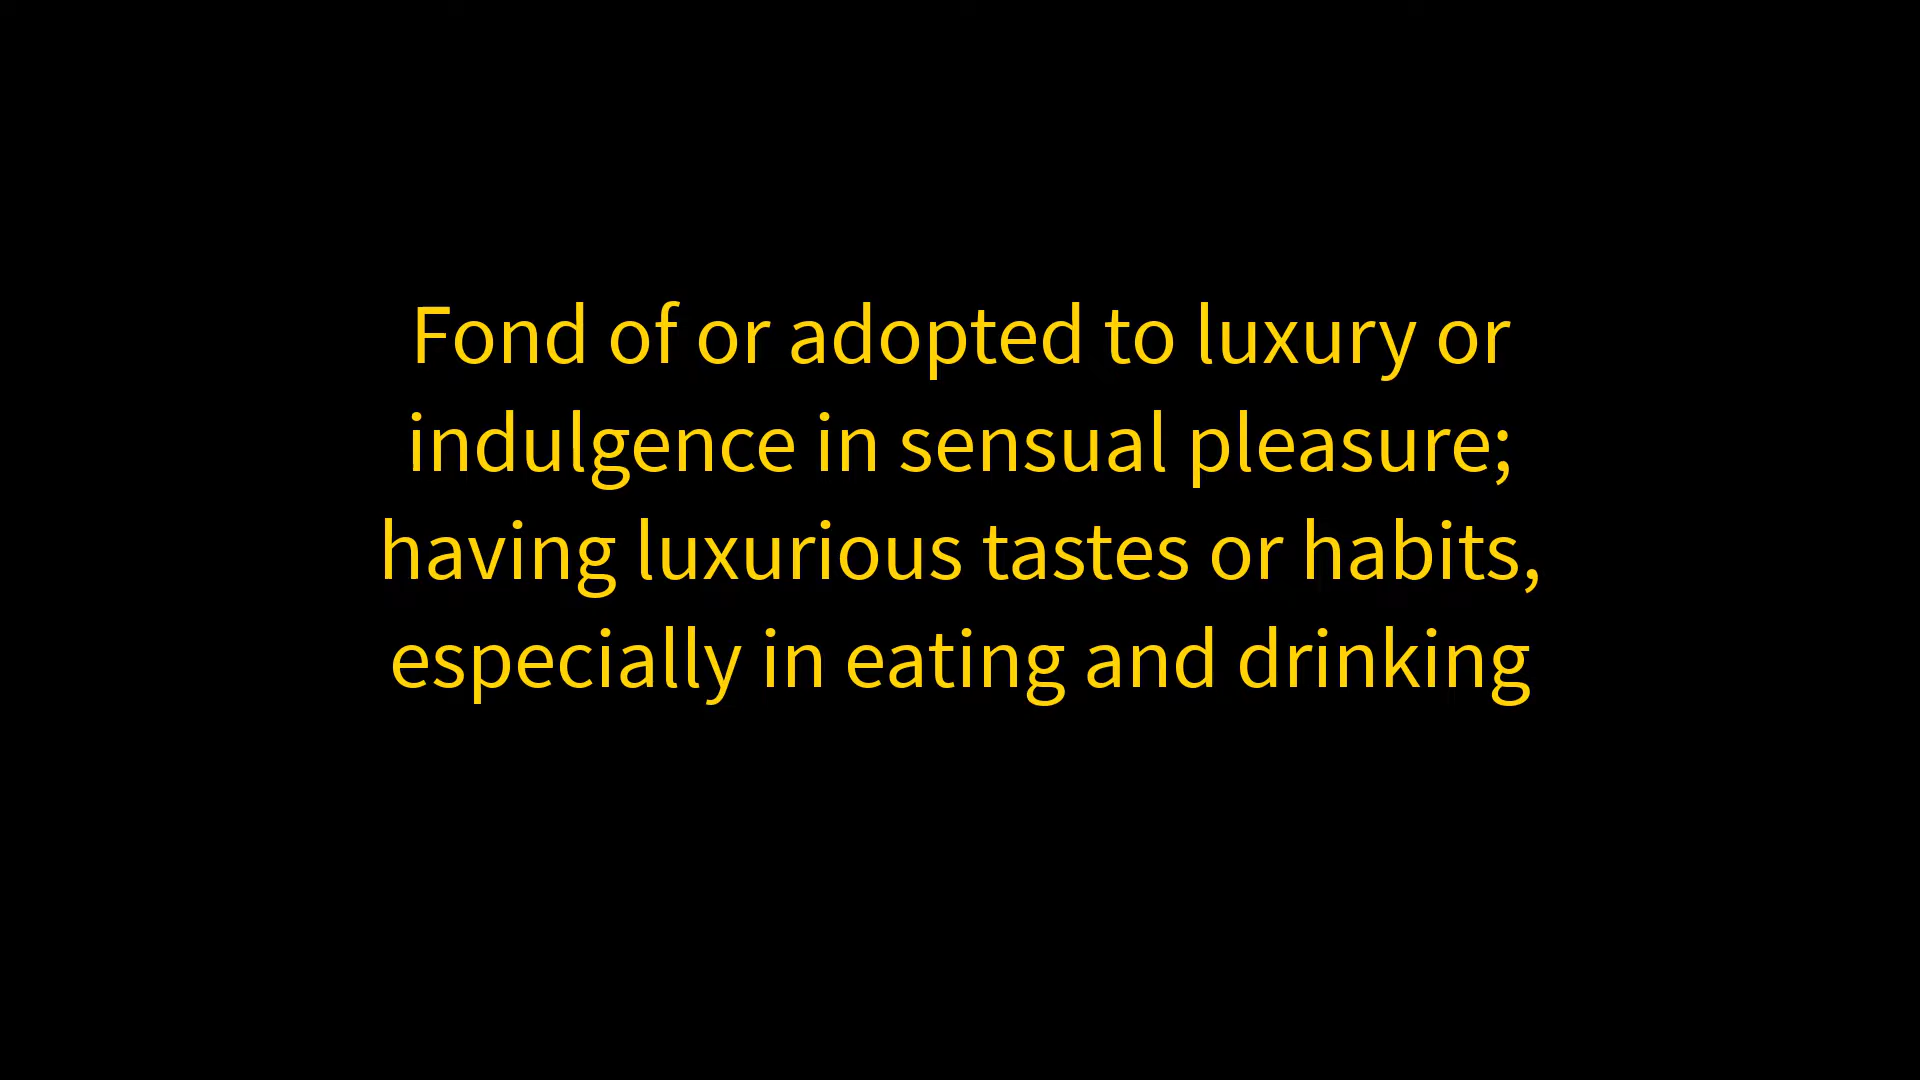 Fond of or adopted to luxury or
indulgence in sensual pleasure;
having luxurious tastes or habits,
especially in eating and drinking